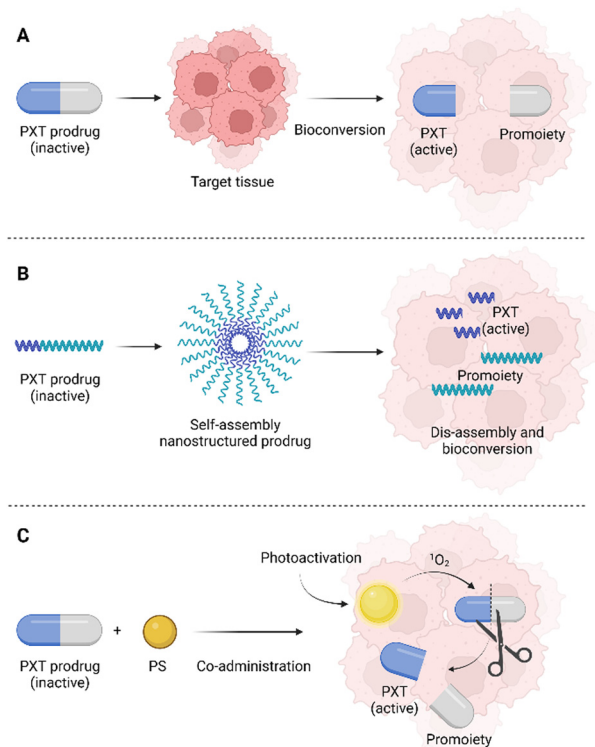 A
PXT prodrug
(inactive)
Target tissue
Bioconversion
PXT
(active)
Promoiety
B
PXT prodrug
(inactive)
Self-assembly
nanostructured prodrug
PXT
(active)
Promoiety
Dis-assembly and
bioconversion
C
PXT prodrug
(inactive)
+
PS
Co-administration
Photoactivation
¹O₂
PXT
(active)
Promoiety